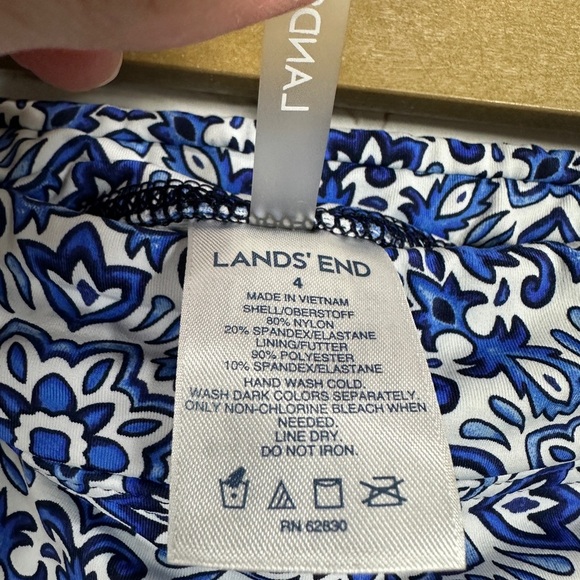 LAND
LANDS' END
4
MADE IN VIETNAM
SHELL/OBERSTOFF
80% NYLON
20% SPANDEX/ELASTANE
LINING/FUTTER
90% POLYESTER
10% SPANDEX/ELASTANE
HAND WASH COLD.
WASH DARK COLORS SEPARATELY.
ONLY NON-CHLORINE BLEACH WHEN
NEEDED.
LINE DRY.
DO NOT IRON.
RN 62830